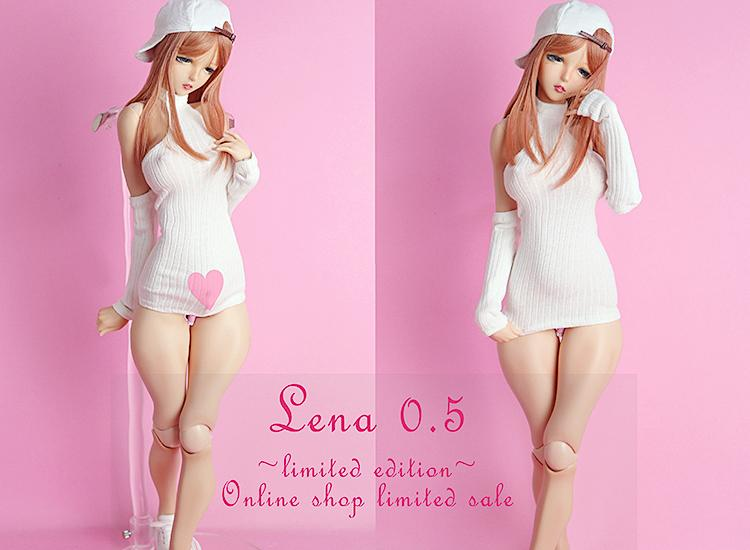 Lena 0.5
~limited edition~
Online shop limited sale